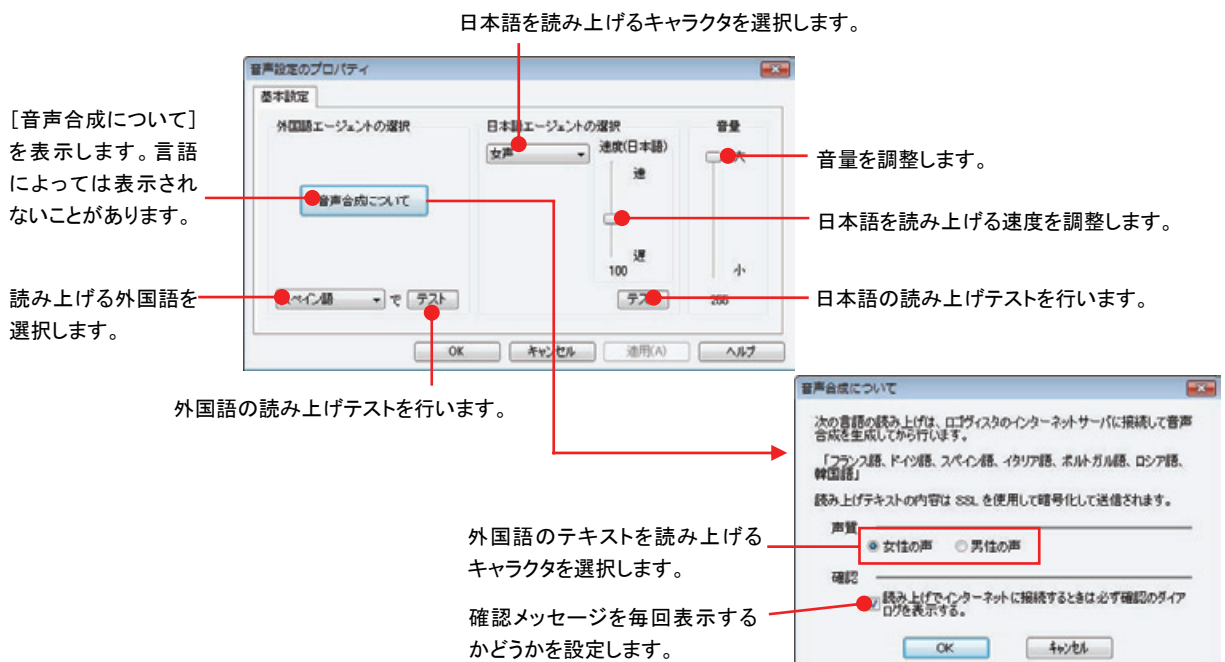 日本語を読み上げるキャラクタを選択します。
音声設定のプロパティ
基本設定
[音声合成について]
を表示します。言語
によっては表示され
ないことがあります。
外国語エージェントの選択
日本語エージェントの選択
音量
女声
速度(日本語)
速
大
音量を調整します。
音声合成について
日本語を読み上げる速度を調整します。
遅
100
小
読み上げる外国語を
選択します。
スペイン語
で
テスト
テスト
日本語の読み上げテストを行います。
OK
キャンセル
適用(A)
ヘルプ
外国語の読み上げテストを行います。
音声合成について
次の言語の読み上げは、ロゴヴィスタのインターネットサーバに接続して音声
合成を生成してから行います。
「フランス語、ドイツ語、スペイン語、イタリア語、ポルトガル語、ロシア語、
韓国語」
読み上げテキストの内容は SSL を使用して暗号化して送信されます。
声質
女性の声
男性の声
外国語のテキストを読み上げる
キャラクタを選択します。
確認
読み上げでインターネットに接続するときは必ず確認のダイア
ログを表示する。
確認メッセージを毎回表示する
かどうかを設定します。
OK
キャンセル